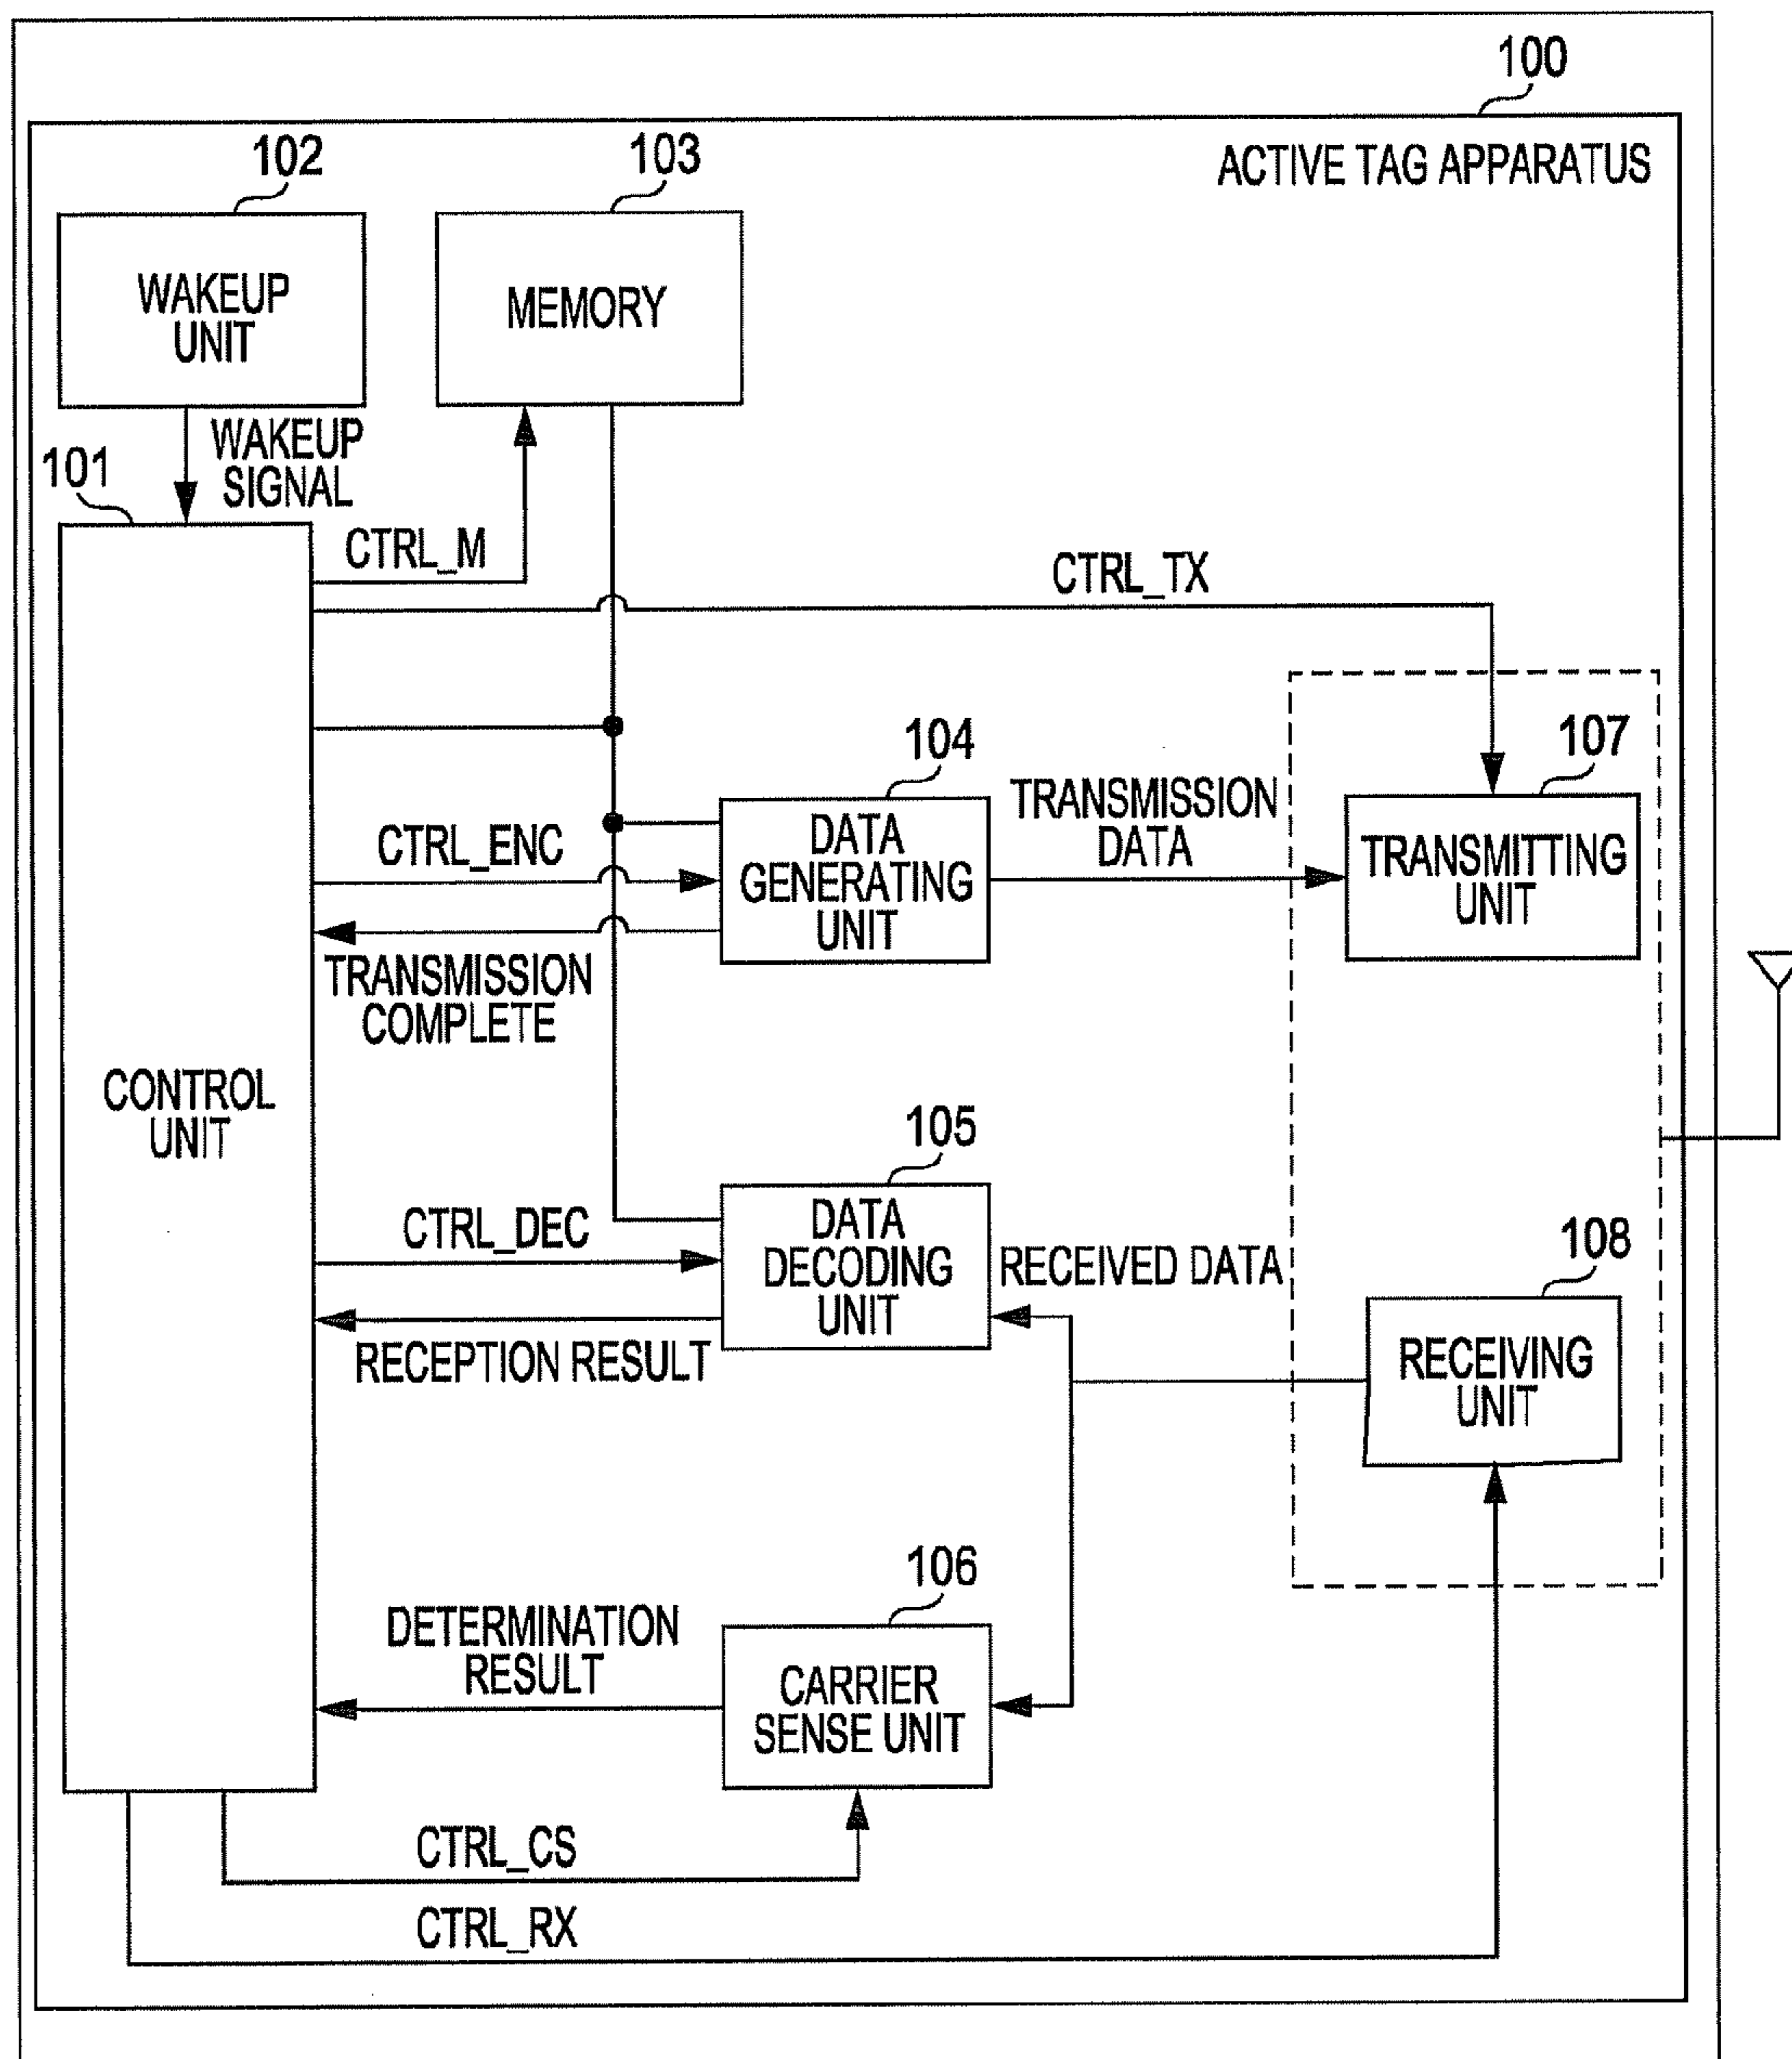 100
ACTIVE TAG APPARATUS
102
103
WAKEUP
UNIT
MEMORY
WAKEUP
SIGNAL
101
CTRL_M
CTRL_TX
104
107
TRANSMISSION
DATA
CTRL_ENC
DATA
GENERATING
UNIT
TRANSMITTING
UNIT
TRANSMISSION
COMPLETE
CONTROL
UNIT
105
CTRL_DEC
DATA
DECODING
UNIT
RECEIVED DATA
108
RECEPTION RESULT
RECEIVING
UNIT
106
DETERMINATION
RESULT
CARRIER
SENSE UNIT
CTRL_CS
CTRL_RX